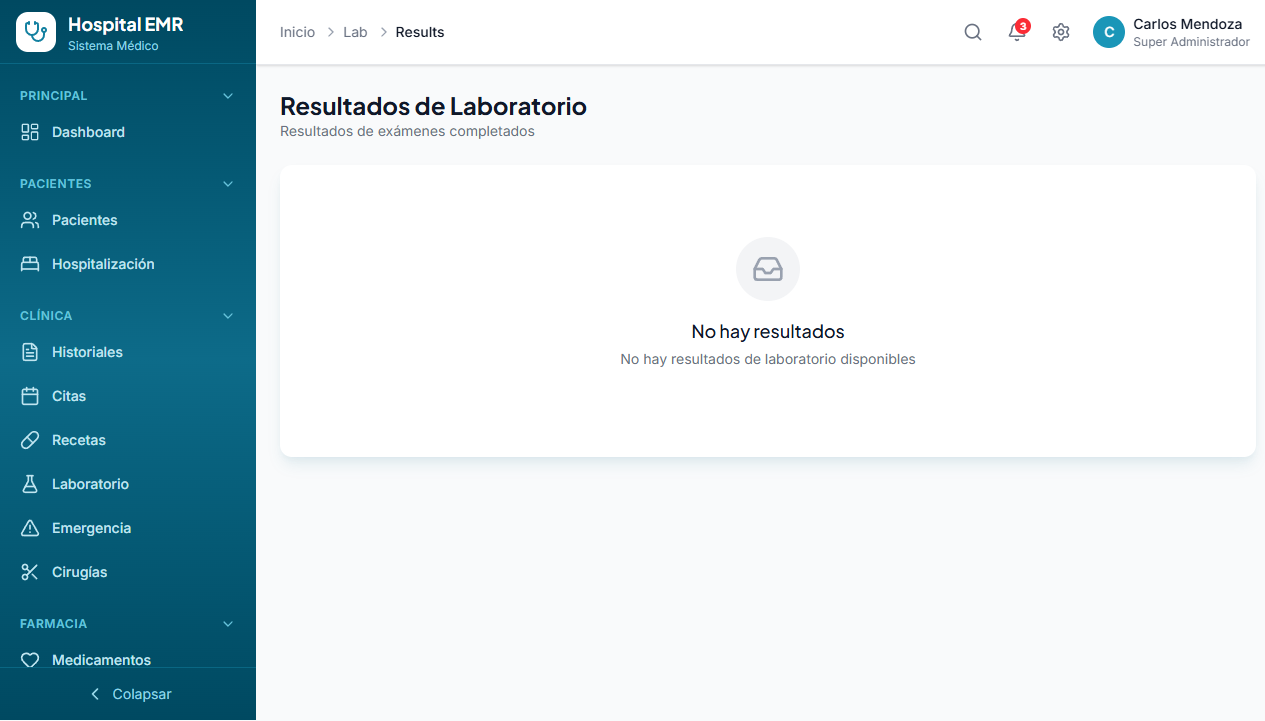 Hospital EMR
Sistema Médico
PRINCIPAL
Dashboard
PACIENTES
Pacientes
Hospitalización
CLÍNICA
Historiales
Citas
Recetas
Laboratorio
Emergencia
Cirugías
FARMACIA
Medicamentos
Colapsar
Inicio > Lab > Results
3
C
Carlos Mendoza
Super Administrador
Resultados de Laboratorio
Resultados de exámenes completados
No hay resultados
No hay resultados de laboratorio disponibles